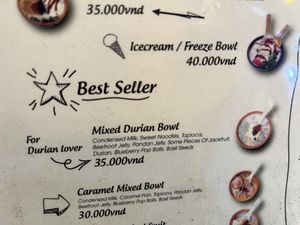 35.000vnd
Icecream / Freeze Bowl
40.000vnd
Best Seller
For
Durian lover
Mixed Durian Bowl
Condensed Milk, Sweet Noodles, Tapioca,
Beetroot Jelly, Pandan Jelly, Some Pieces of Jackfruit,
Durian, Blueberry Pop Balls, Basil Seeds
35.000vnd
Caramel Mixed Bowl
Condensed Milk, Caramel Flan, Tapioca, Pandan Jelly,
Beetroot Jelly, Blueberry Pop Balls, Basil Seeds
30.000vnd